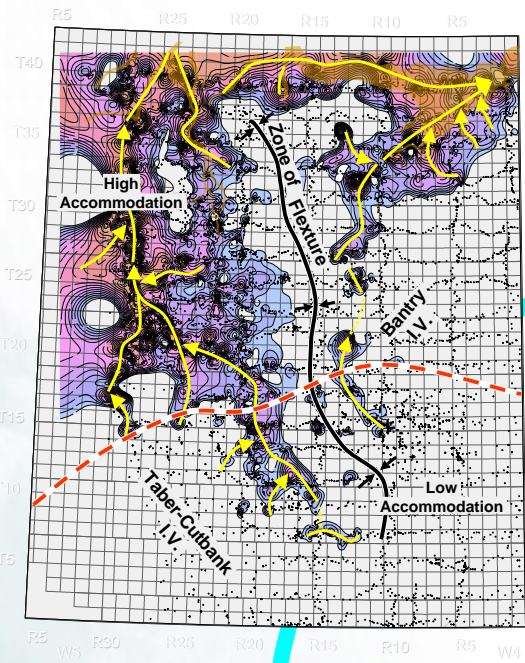 R25 R20 R15 R10 R5
T40
T35
Zone of Flexture
High
Accommodation
T30
T25
Bantry
I.V.
T20
T15
Low
Accommodation
T10
Taber-Cutbank
I.V.
T5
R5 W5 R30 R25 R20 R15 R10 R5 W4